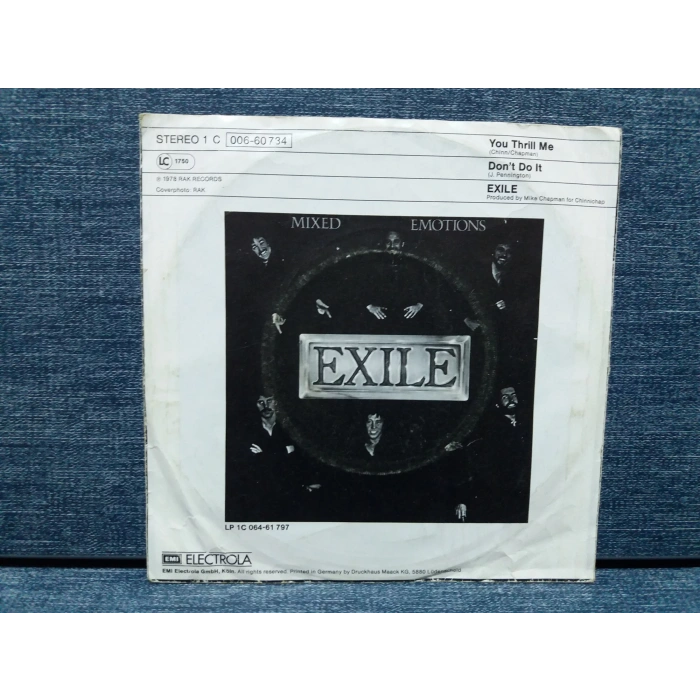 STEREO 1 C 006-60 734
LC 1750
℗ 1978 RAK RECORDS
Coverphoto: RAK
You Thrill Me
(Chinn/Chapman)
Don't Do It
(J. Pennington)
EXILE
Produced by Mike Chapman for Chinnichap
MIXED EMOTIONS
EXILE
LP 1C 064-61 797
EMI ELECTROLA
EMI Electrola GmbH, Köln. All rights reserved. Printed in Germany by Druckhaus Maack KG, 5880 Lüdenscheid